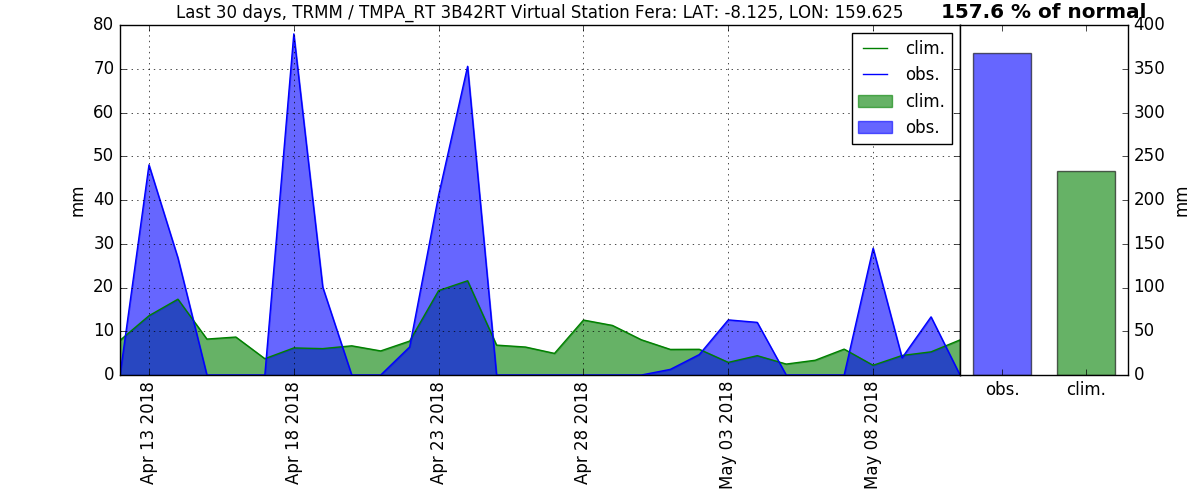 Last 30 days, TRMM / TMPA_RT 3B42RT Virtual Station Fera: LAT: -8.125, LON: 159.625
157.6 % of normal
80
70
60
50
40
30
20
10
0
mm
clim.
obs.
clim.
obs.
400
350
300
250
200
150
100
50
0
mm
Apr 13 2018
Apr 18 2018
Apr 23 2018
Apr 28 2018
May 03 2018
May 08 2018
obs.
clim.